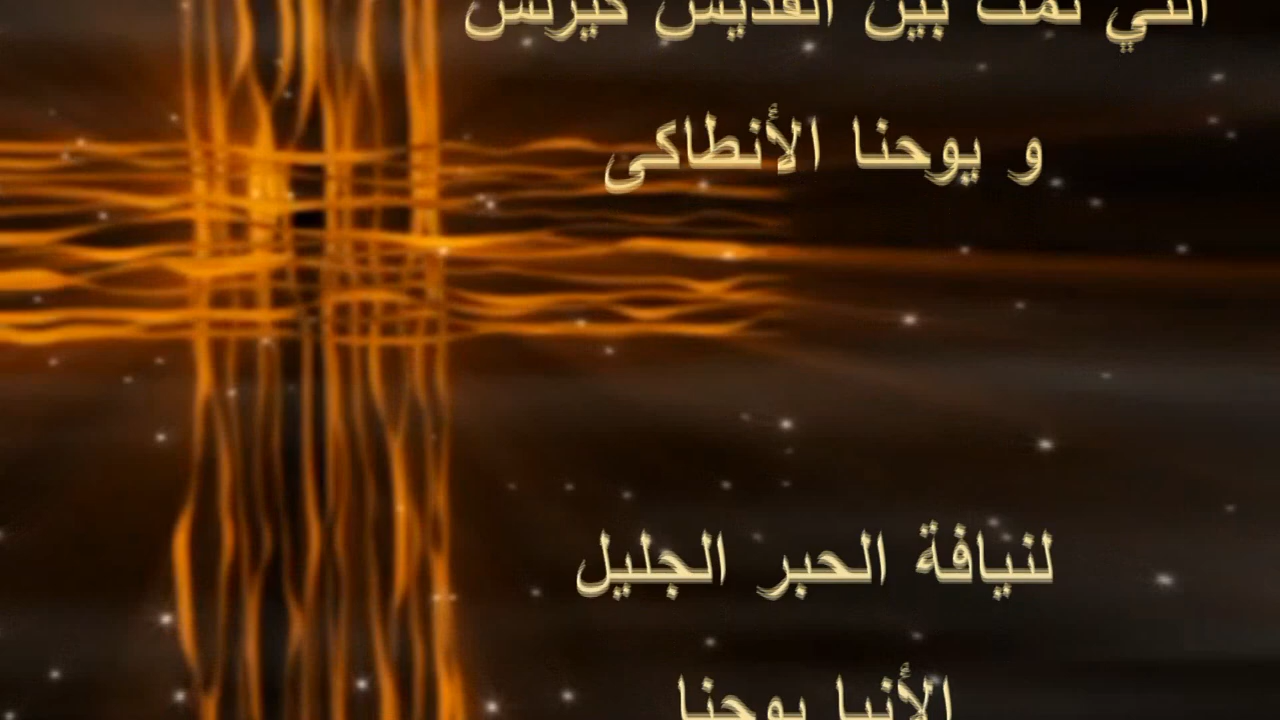 التي تمت بين القديس كيرلس
و يوحنا الأنطاكى
لنيافة الحبر الجليل
الأنبا يوحنا